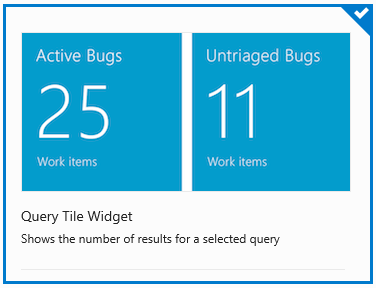 Active Bugs
25
Work items
Untriaged Bugs
11
Work items
Query Tile Widget
Shows the number of results for a selected query